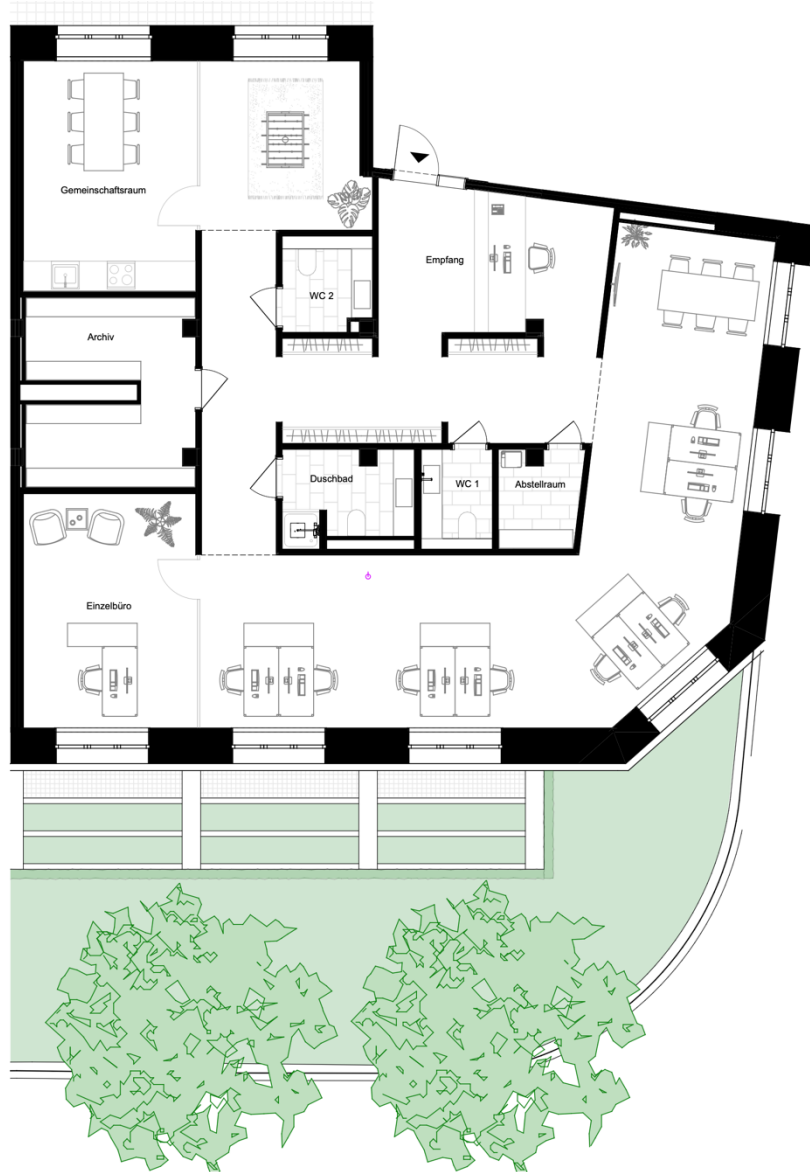 Gemeinschaftsraum
Empfang
WC 2
Archiv
Duschbad
WC 1
Abstellraum
Einzelbüro